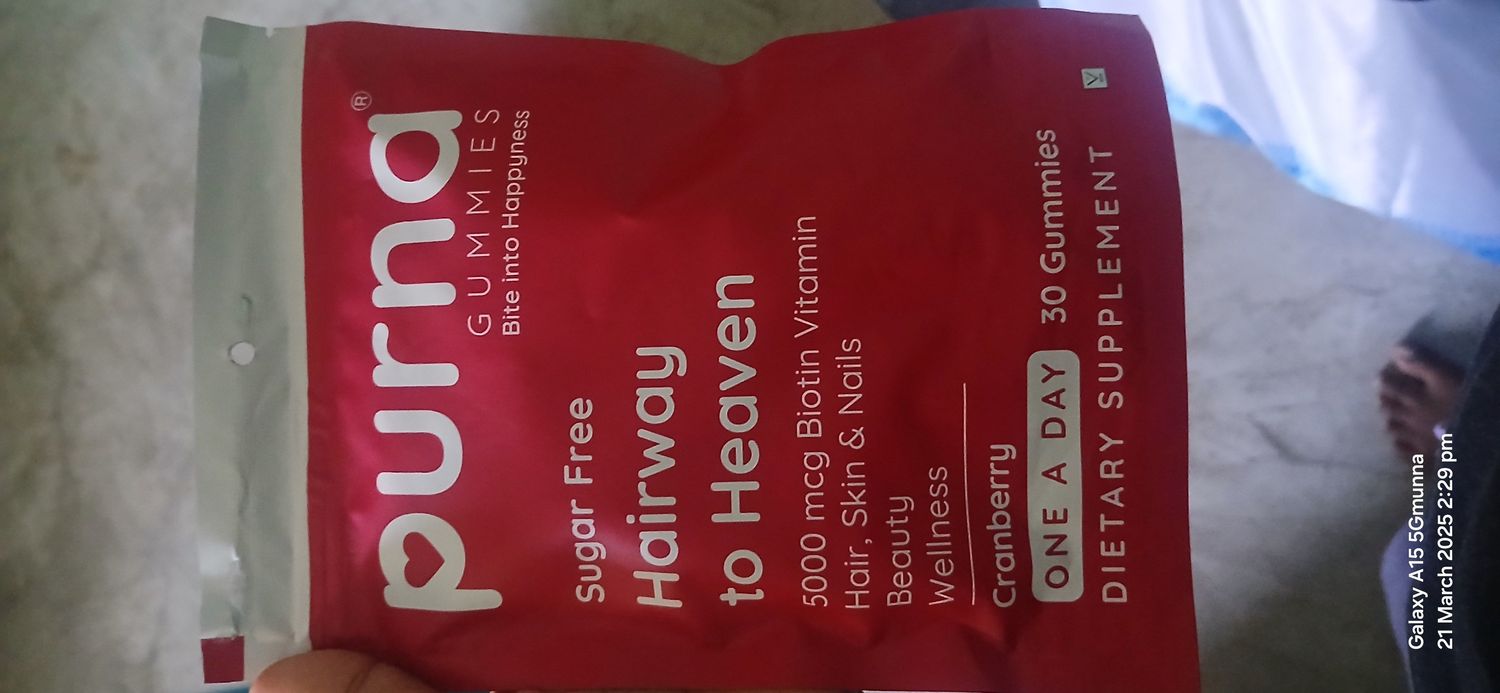 purna®
GUMMIES
Bite into Happyness
Sugar Free
Hairway
to Heaven
5000 mcg Biotin Vitamin
Hair, Skin & Nails
Beauty
Wellness
Cranberry
ONE A DAY 30 Gummies
DIETARY SUPPLEMENT
Galaxy A15 5Gmunna
21 March 2025 2:29 pm